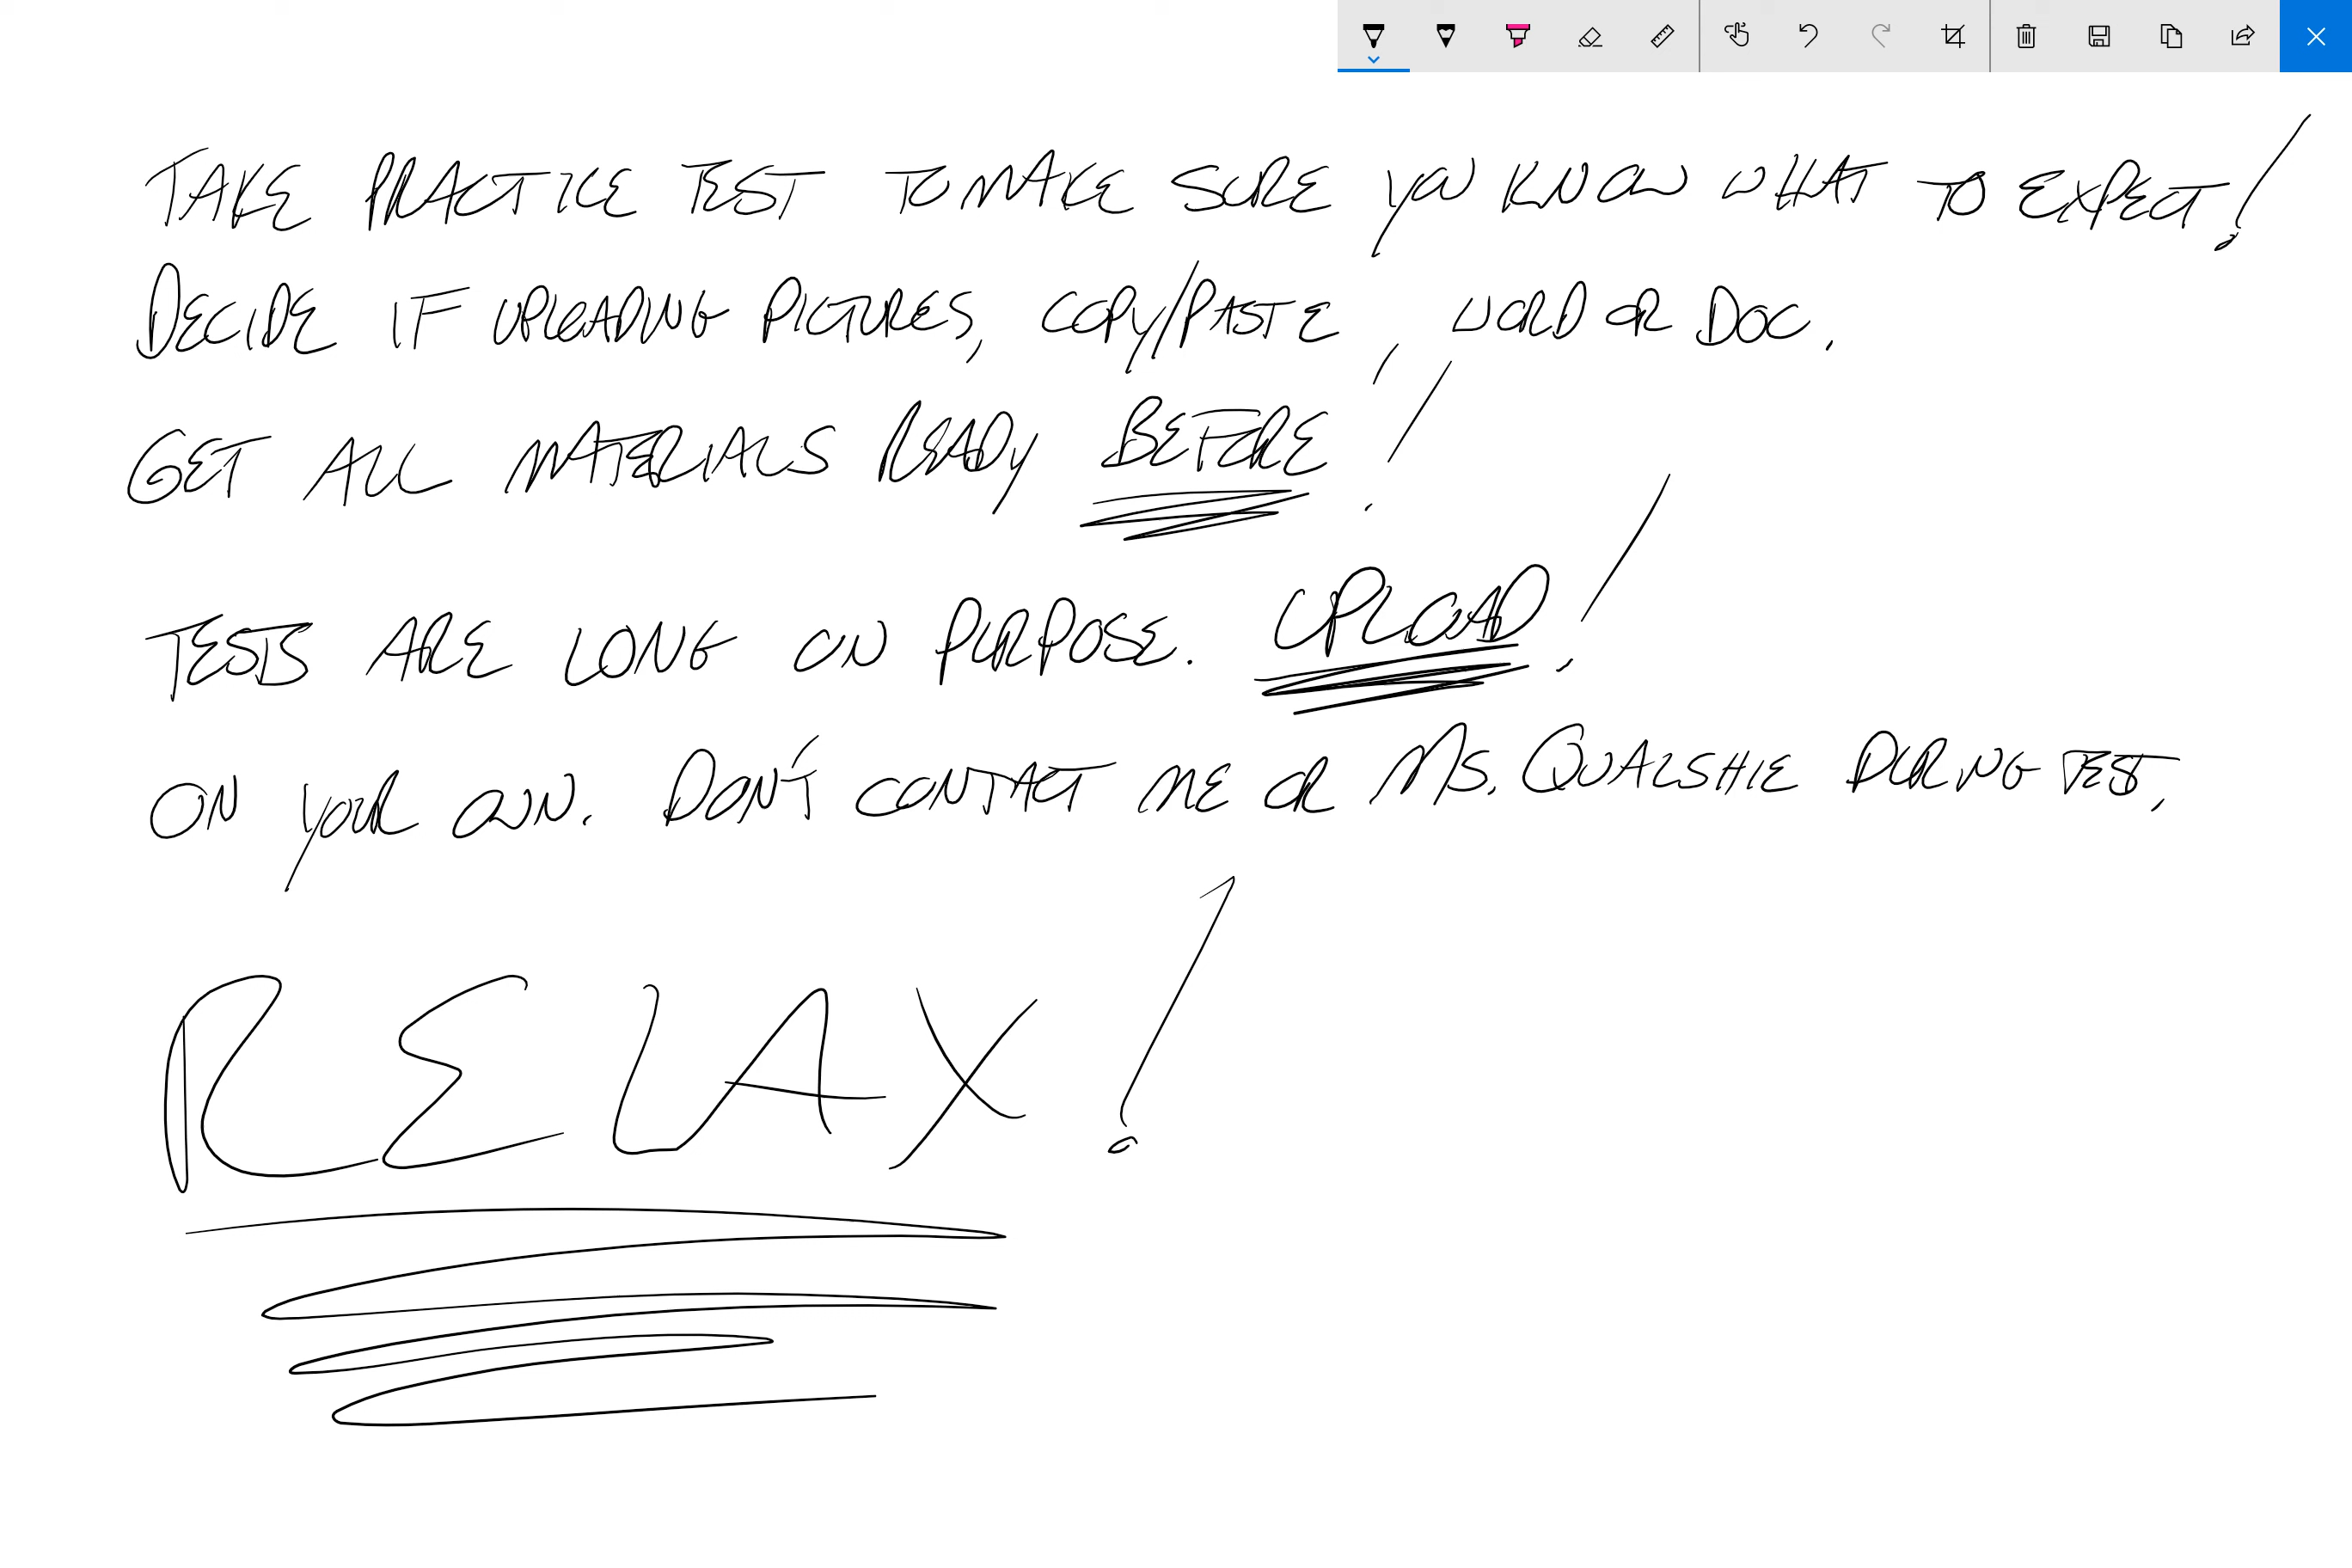 TAKE PRACTICE TEST TO MAKE SURE YOU KNOW WHAT TO EXPECT!
DECIDE IF UPLOADING PICTURES, COPY/PASTE, WORD OR DOC.
GET ALL MATERIALS READY BEFORE!
TESTS ARE LONG ON PURPOSE. UPLOAD!
ON YOUR OWN. DON'T CONTACT ME OR MS. QUALSHIE DURING TEST.
RELAX!